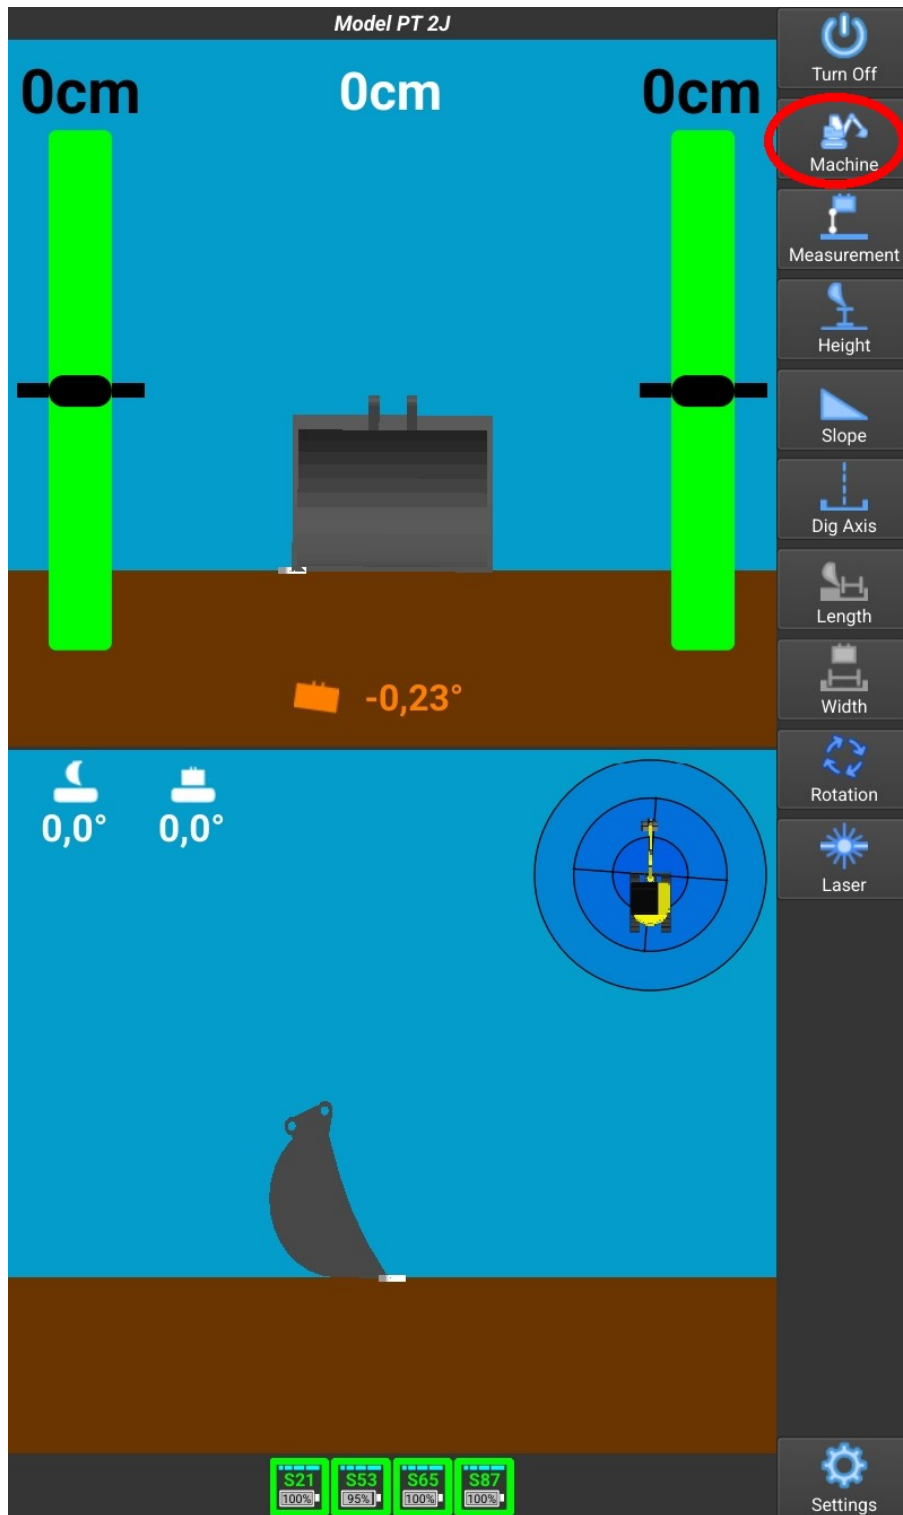 Model PT 2J
0cm
0cm
0cm
-0,23°
0,0°
0,0°
S21
100%
S53
95%
S65
100%
S87
100%
Turn Off
Machine
Measurement
Height
Slope
Dig Axis
Length
Width
Rotation
Laser
Settings